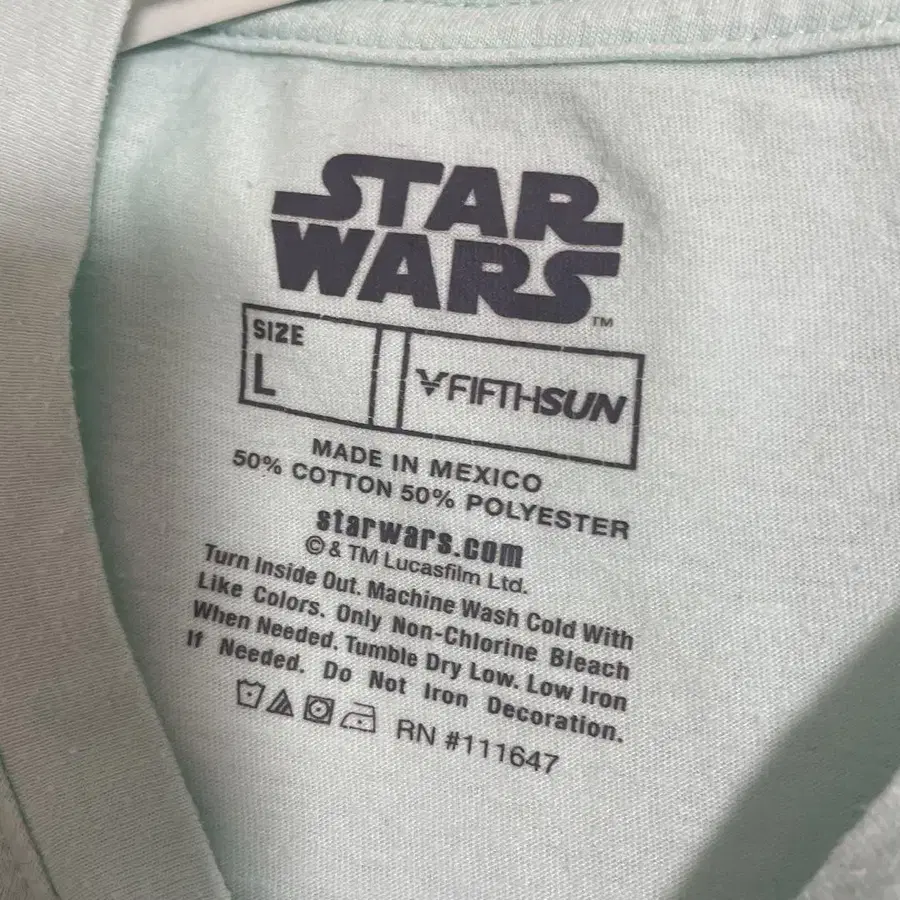 STAR
WARS
TM
SIZE
L
FIFTHSUN
MADE IN MEXICO
50% COTTON 50% POLYESTER
starwars.com
© & TM Lucasfilm Ltd.
Turn Inside Out. Machine Wash Cold With
Like Colors. Only Non-Chlorine Bleach
When Needed. Tumble Dry Low. Low Iron
If Needed. Do Not Iron Decoration.
RN #111647